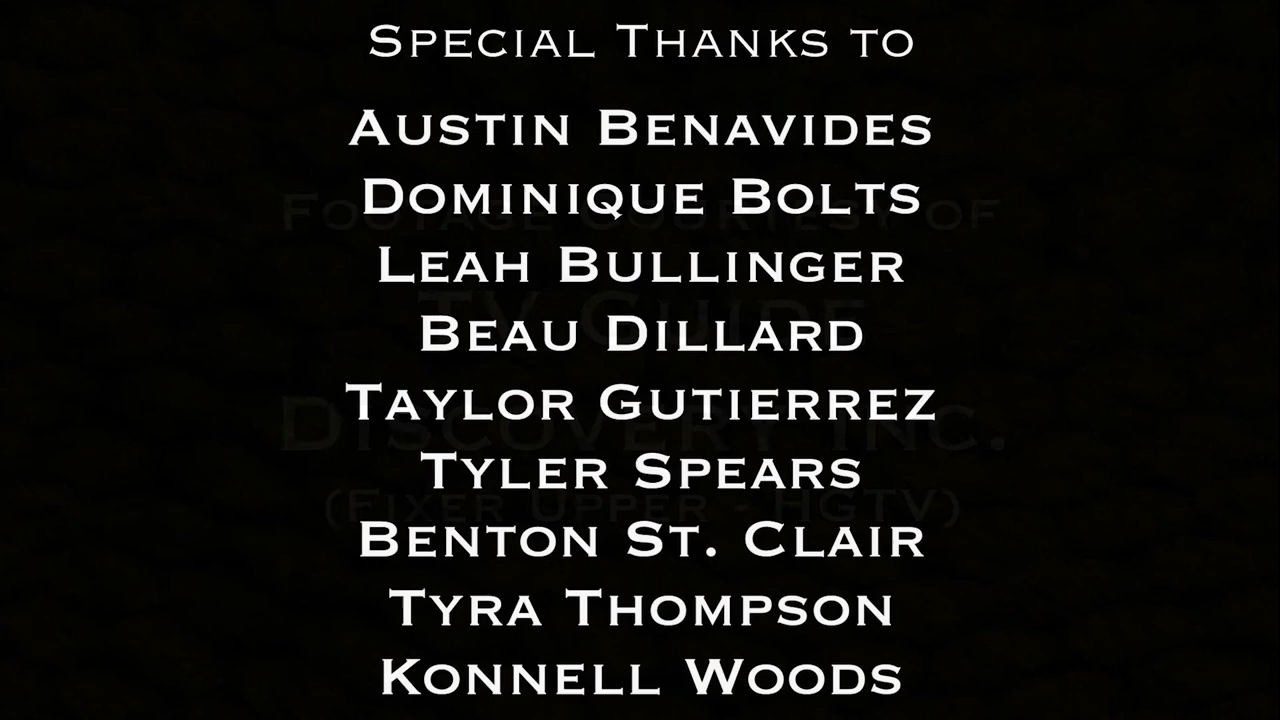 Special Thanks to
Austin Benavides
Dominique Bolts
Footage Courtesy of
Leah Bullinger
TV Guide
Beau Dillard
Taylor Gutierrez
Discovery Inc.
Tyler Spears
(Fixer Upper - HGTV)
Benton St. Clair
Tyra Thompson
Konnell Woods